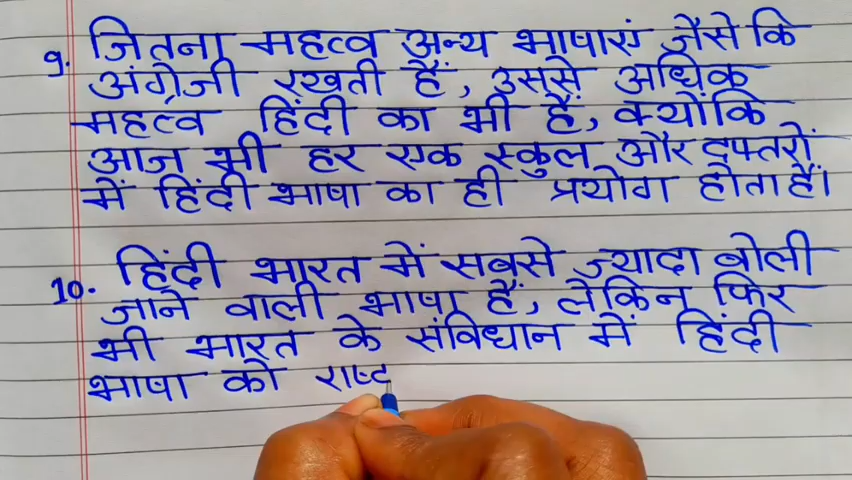 9. जितना महत्व अन्य भाषाएं जैसे कि
अंग्रेजी रखती हैं, उससे अधिक
महत्व हिंदी का भी हैं, क्योंकि
आज भी हर एक स्कुल और दफ्तरों
में हिंदी भाषा का ही प्रयोग होता हैं।
10. हिंदी भारत में सबसे ज्यादा बोली
जाने वाली भाषा हैं, लेकिन फिर
भी भारत के संविधान में हिंदी
भाषा को राष्ट